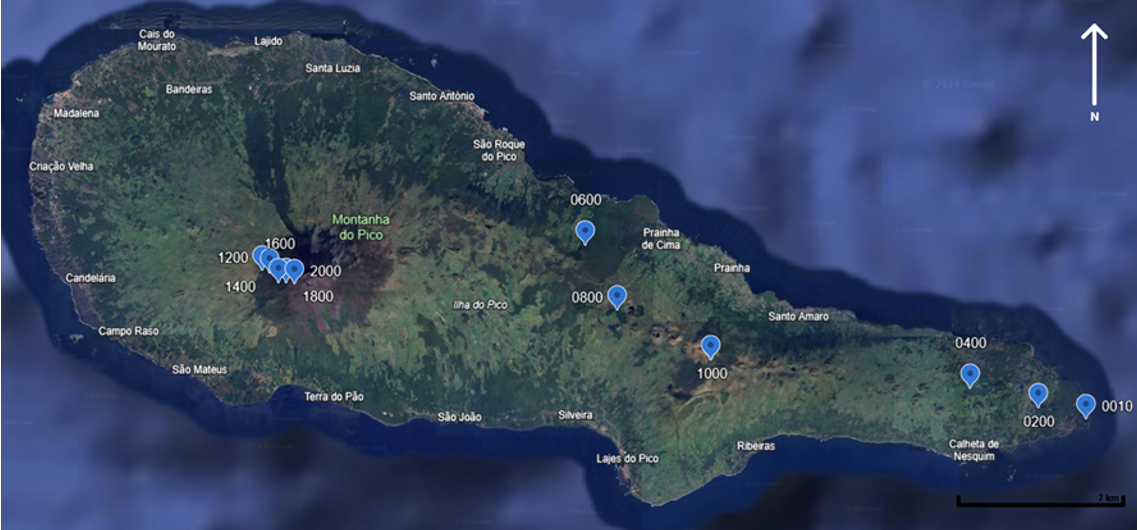 Cais do
Mourato
Lajido
Santa Luzia
Bandeiras
Santo António
Madalena
© 2024 Google
N
São Roque
do Pico
Criação Velha
0600
Montanha
do Pico
Prainha
de Cima
1600
1200
2000
Prainha
Candelária
1400
1800
0800
Ilha do Pico
Santo Amaro
Campo Raso
0400
São Mateus
1000
Terra do Pão
0010
São João
Silveira
0200
Ribeiras
Calheta de
Nesquim
Lajes do Pico
7 km